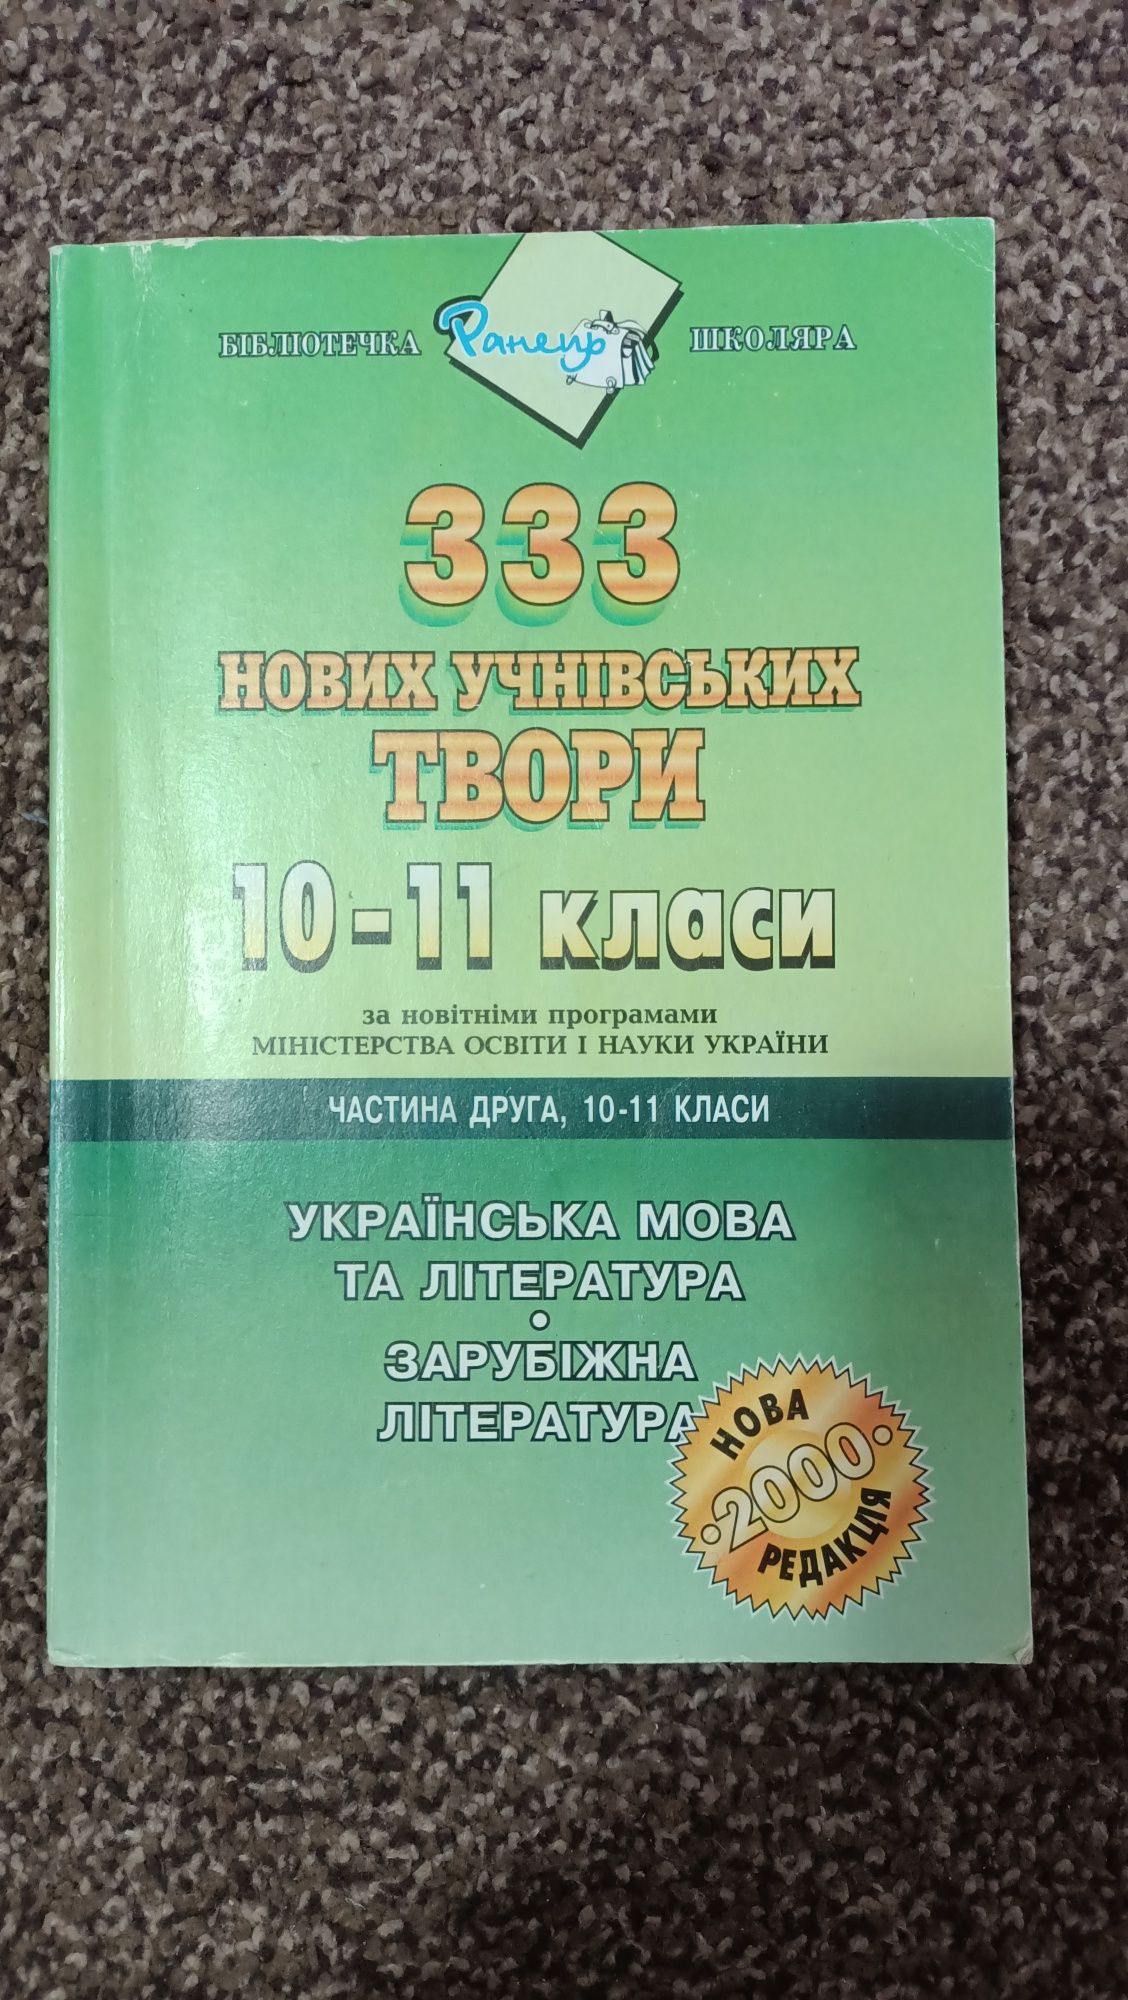 БІБЛІОТЕЧКА Ранець ШКОЛЯРА
333
НОВИХ УЧНІВСЬКИХ
ТВОРИ
10-11 класи
за новітніми програмами
МІНІСТЕРСТВА ОСВІТИ І НАУКИ УКРАЇНИ
ЧАСТИНА ДРУГА, 10-11 КЛАСИ
УКРАЇНСЬКА МОВА
ТА ЛІТЕРАТУРА
•
ЗАРУБІЖНА
ЛІТЕРАТУРА
НОВА
•2000•
РЕДАКЦІЯ